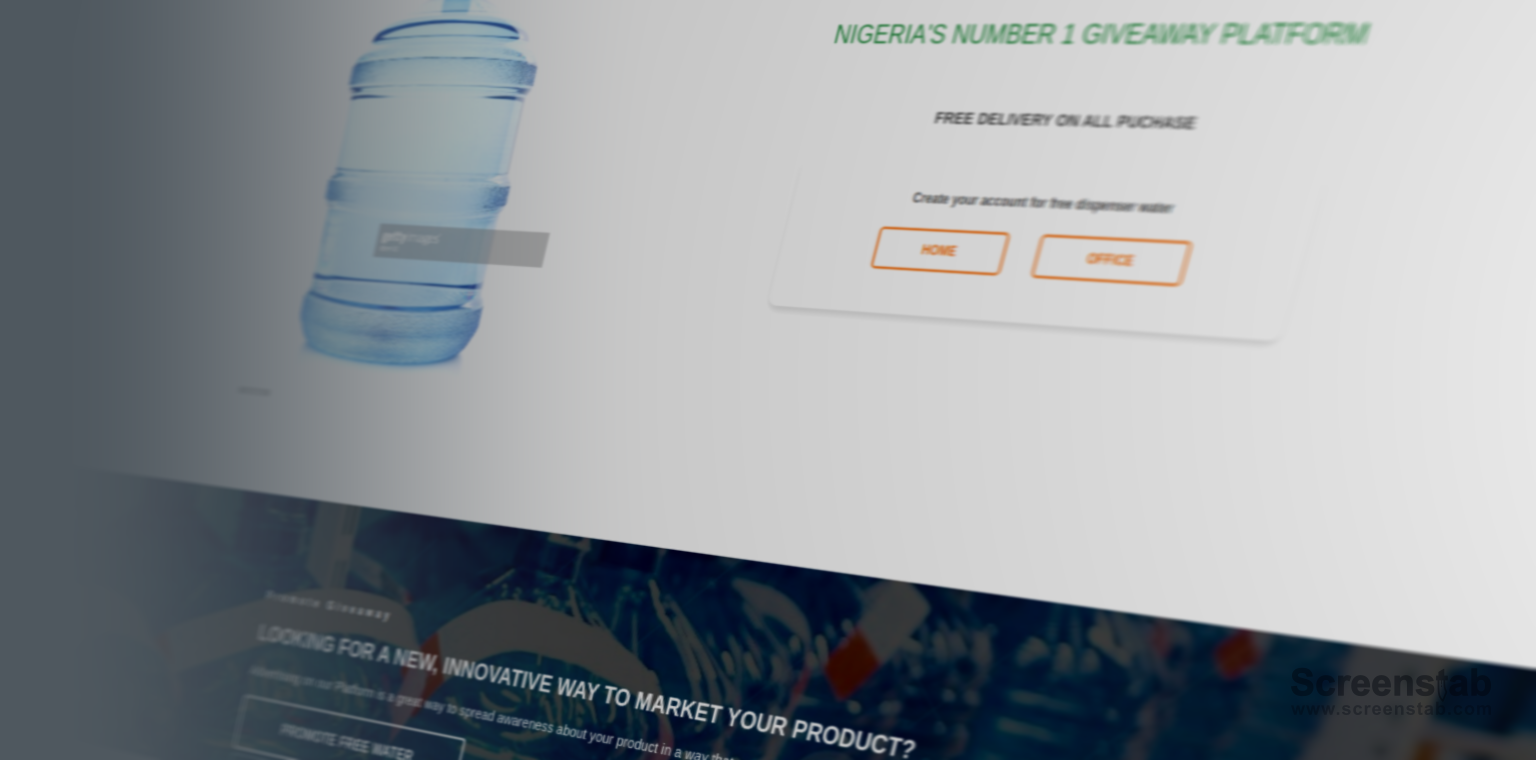 NIGERIA'S NUMBER 1 GIVEAWAY PLATFORM
FREE DELIVERY ON ALL PUCHASE
Create your account for free dispenser water
HOME
OFFICE
gettyimages
Promote Giveaway
LOOKING FOR A NEW, INNOVATIVE WAY TO MARKET YOUR PRODUCT?
Advertising on our Platform is a great way to spread awareness about your product in a way that
PROMOTE FREE WATER
Screenstab
www.screenstab.com